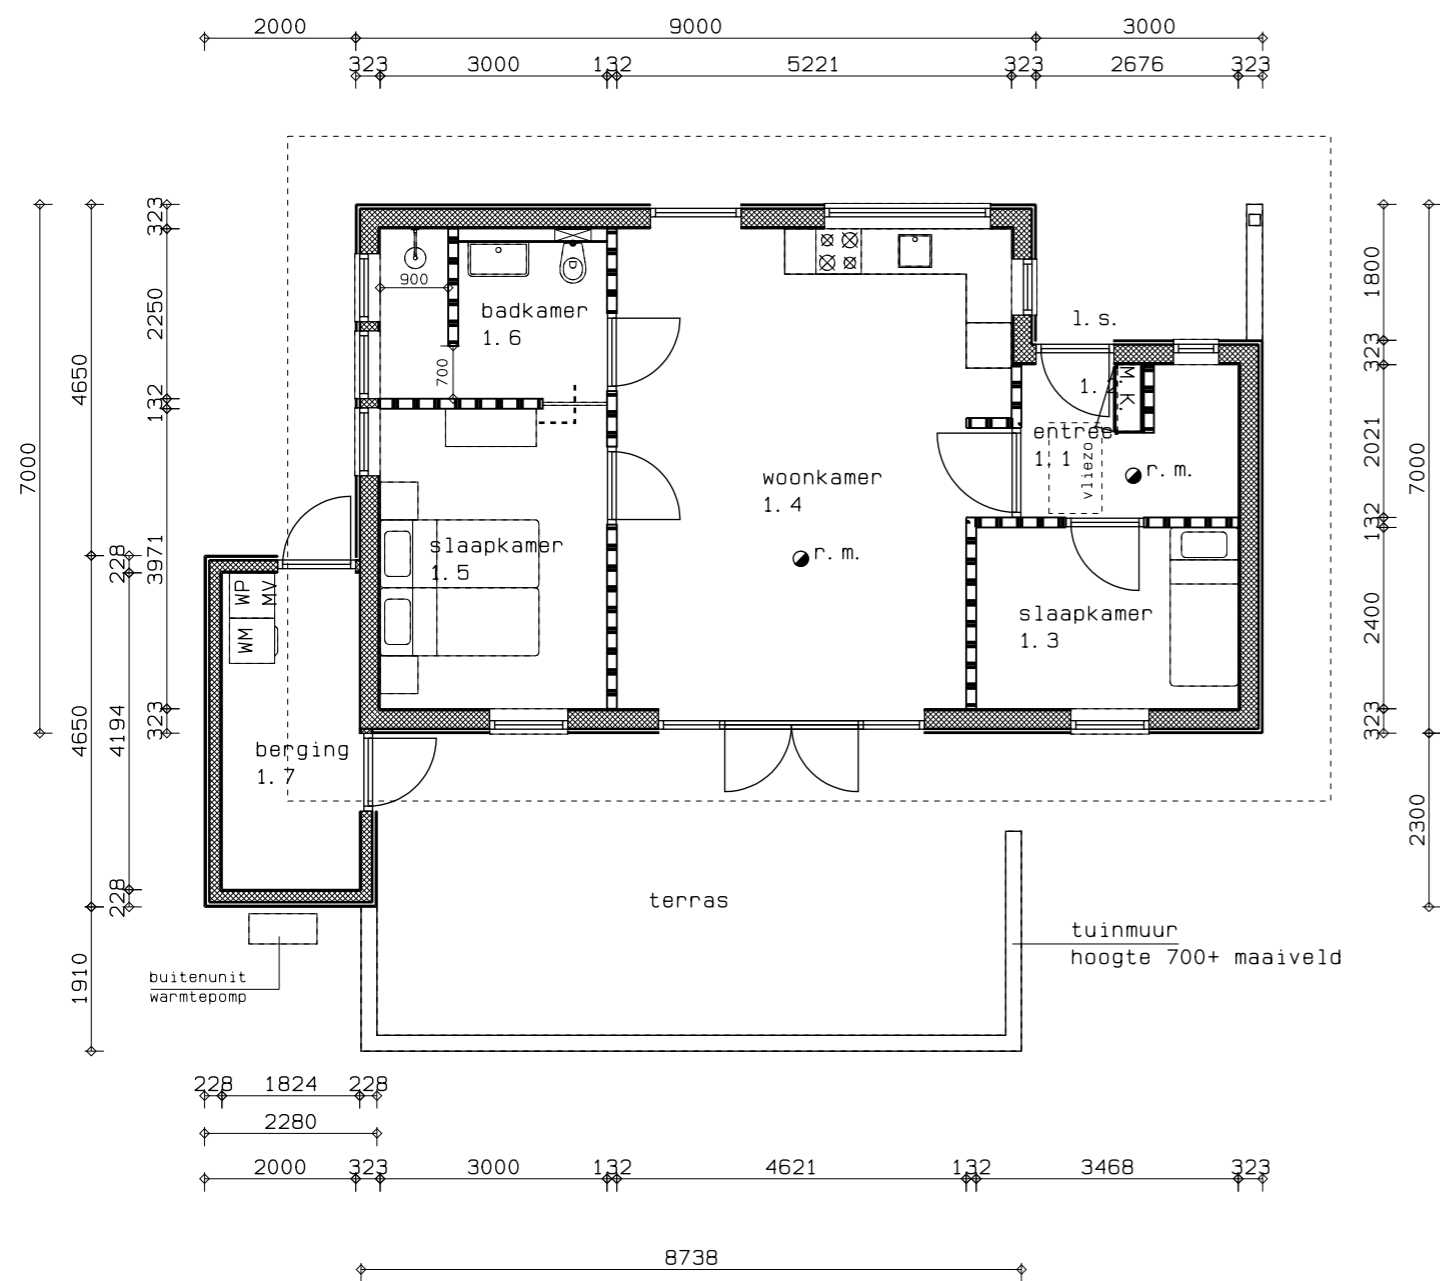 2000 9000 3000
323 3000 132 5221 323 2676 323
7000
4650
4650
1910
228
4194
228
323
2250
132
3971
323
900
700
badkamer
1.6
slaapkamer
1.5
woonkamer
1.4
r.m.
l.s.
M.K.
entree
1.1
vliezo
r.m.
slaapkamer
1.3
WP
MV
WM
berging
1.7
terras
tuinmuur
hoogte 700+ maaiveld
buitenunit
warmtepomp
1800
323
2021
132
2400
323
7000
2300
228 1824 228
2280
2000 323 3000 132 4621 132 3468 323
8738